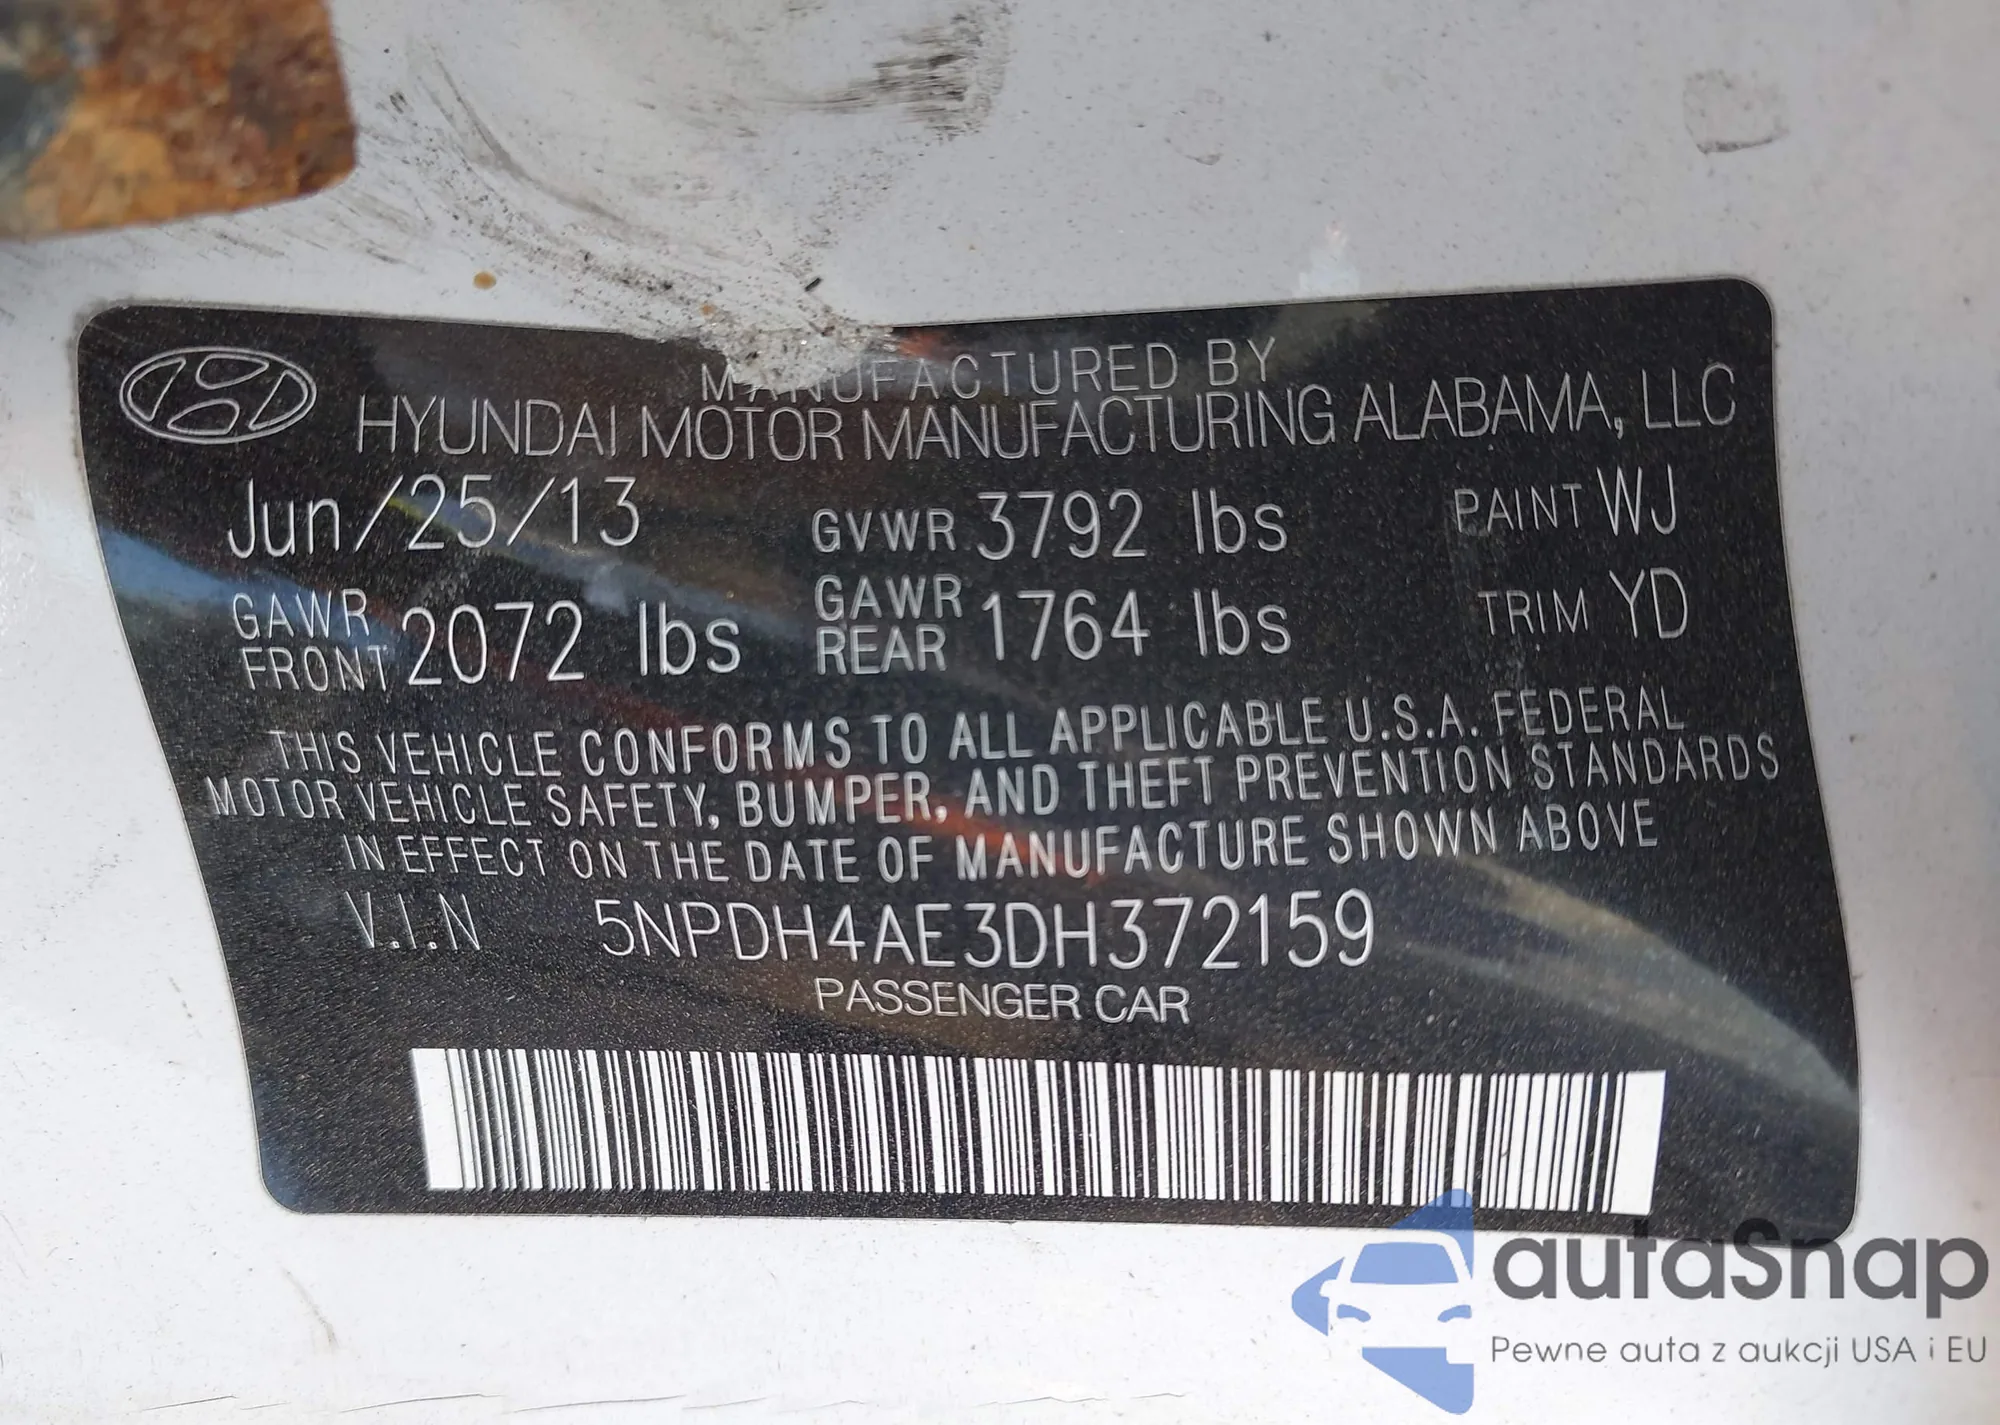 MANUFACTURED BY
HYUNDAI MOTOR MANUFACTURING ALABAMA, LLC
Jun/25/13 GVWR 3792 lbs PAINT WJ
GAWR FRONT 2072 lbs GAWR REAR 1764 lbs TRIM YD
THIS VEHICLE CONFORMS TO ALL APPLICABLE U.S.A. FEDERAL
MOTOR VEHICLE SAFETY, BUMPER, AND THEFT PREVENTION STANDARDS
IN EFFECT ON THE DATE OF MANUFACTURE SHOWN ABOVE
V.I.N 5NPDH4AE3DH372159
PASSENGER CAR
autaSnap
Pewne auta z aukcji USA i EU